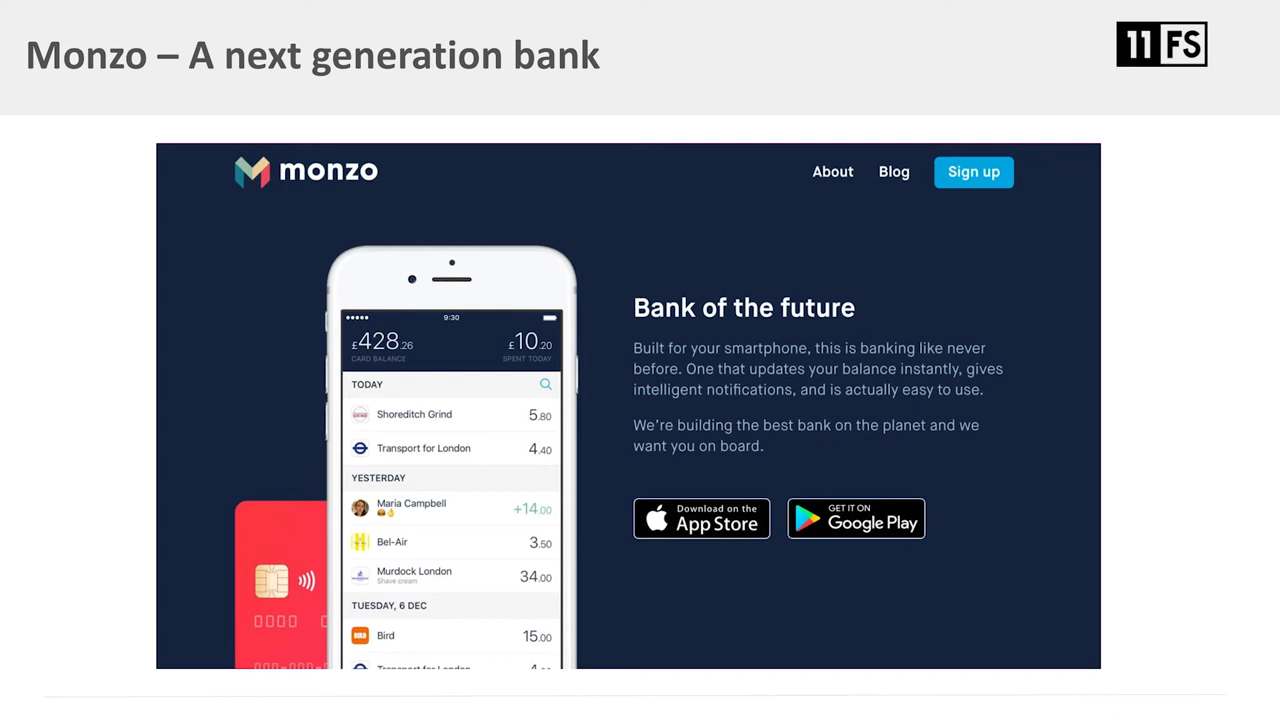 Monzo – A next generation bank
11 FS
monzo
About
Blog
Sign up
9:30
£428.26
£10.20
CARD BALANCE
SPENT TODAY
TODAY
Shoreditch Grind 5.80
Transport for London 4.40
YESTERDAY
Maria Campbell +14.00
Bel-Air 3.50
Murdock London 34.00
Shave cream
TUESDAY, 6 DEC
Bird 15.00
Transport for London
Bank of the future
Built for your smartphone, this is banking like never
before. One that updates your balance instantly, gives
intelligent notifications, and is actually easy to use.
We're building the best bank on the planet and we
want you on board.
Download on the
App Store
GET IT ON
Google Play